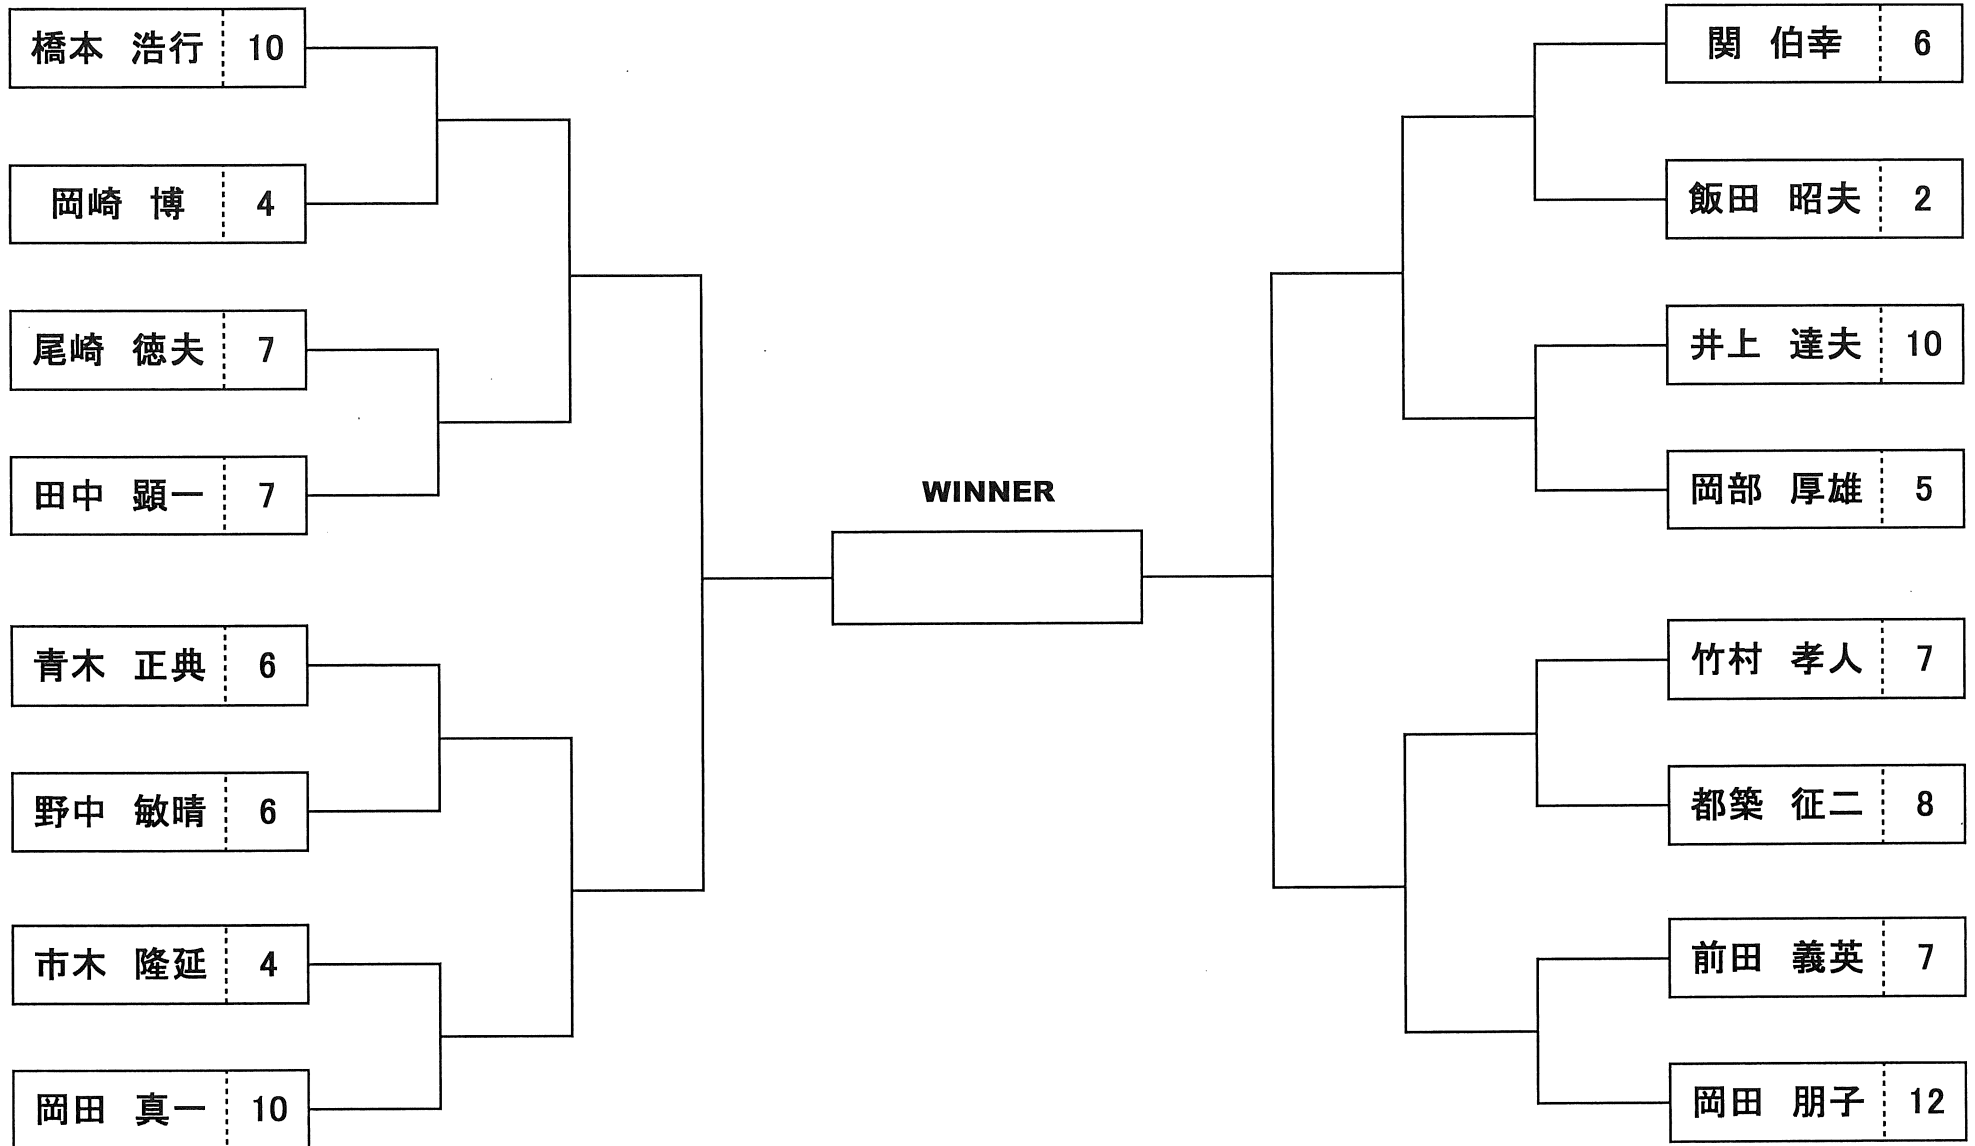 橋本 浩行 10
岡崎 博 4
尾崎 徳夫 7
田中 顕一 7
青木 正典 6
野中 敏晴 6
市木 隆延 4
岡田 真一 10
WINNER
関 伯幸 6
飯田 昭夫 2
井上 達夫 10
岡部 厚雄 5
竹村 孝人 7
都築 征二 8
前田 義英 7
岡田 朋子 12